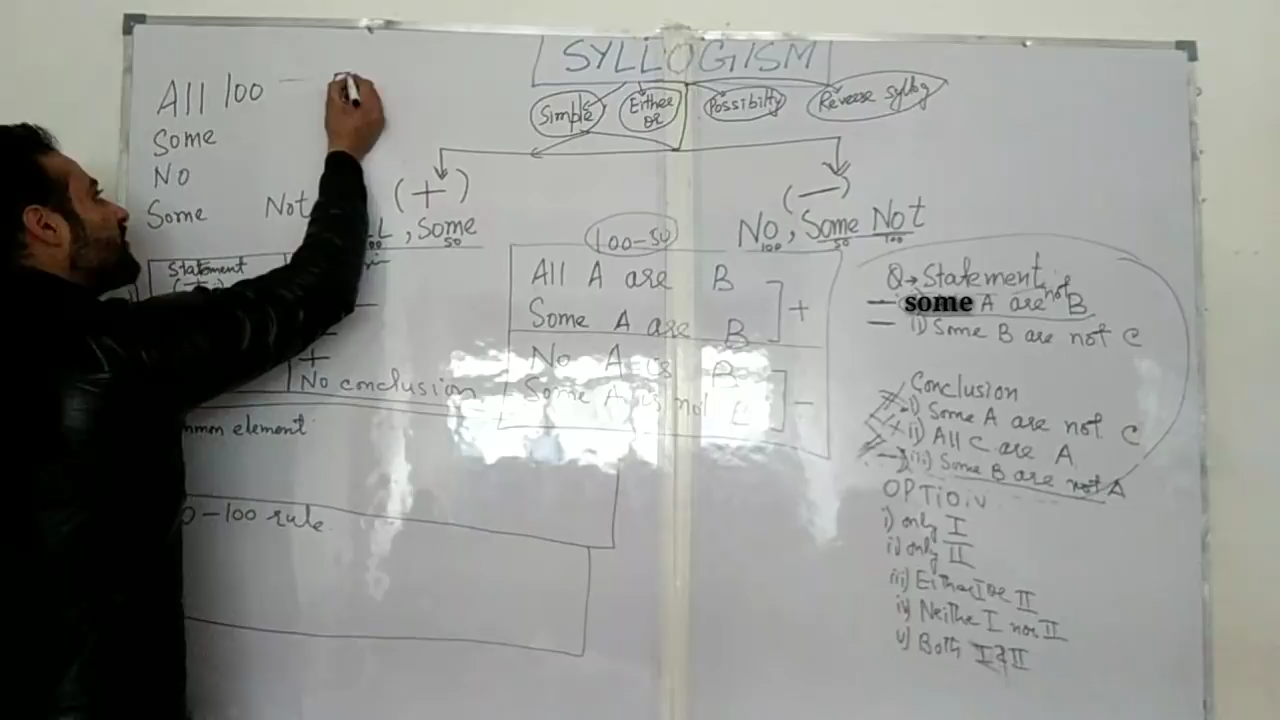 SYLLOGISM
Simple
Either
or
Possibilty
Reverse syllog
All 100
Some
No
Some Not
(+)
, Some
50
(—)
No, Some Not
100 50 100
Statement
(+)
+
No conclusion
mmon element
0-100 rule
100-50
All A are B
Some A are B
+
No A is B
Some A is not C
—
Q→ Statement
— some A are not B
— ii) Some B are not C
Conclusion
i) Some A are not C
ii) All C are A
iii) Some B are not A
OPTION
i) only I
ii) only II
iii) Either I or II
iv) Neithe I nor II
v) Both I & II